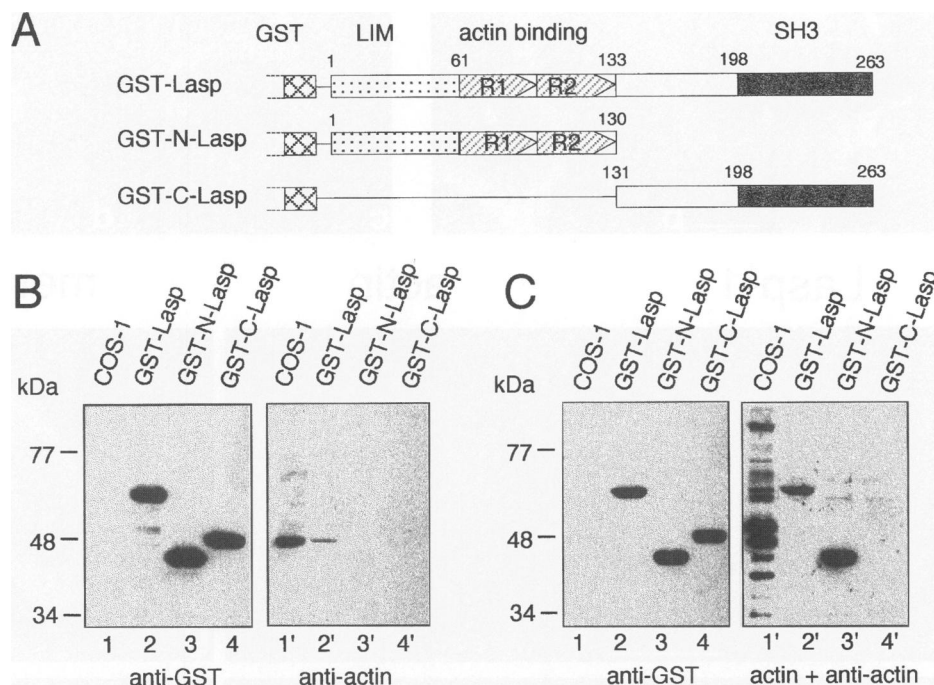 A
GST LIM actin binding SH3
1 61 133 198 263
GST-Lasp R1 R2
1 130
GST-N-Lasp R1 R2
131 198 263
GST-C-Lasp
B
COS-1 GST-Lasp GST-N-Lasp GST-C-Lasp COS-1 GST-Lasp GST-N-Lasp GST-C-Lasp
kDa
77
48
34
1 2 3 4 1' 2' 3' 4'
anti-GST anti-actin
C
COS-1 GST-Lasp GST-N-Lasp GST-C-Lasp COS-1 GST-Lasp GST-N-Lasp GST-C-Lasp
kDa
77
48
34
1 2 3 4 1' 2' 3' 4'
anti-GST actin + anti-actin